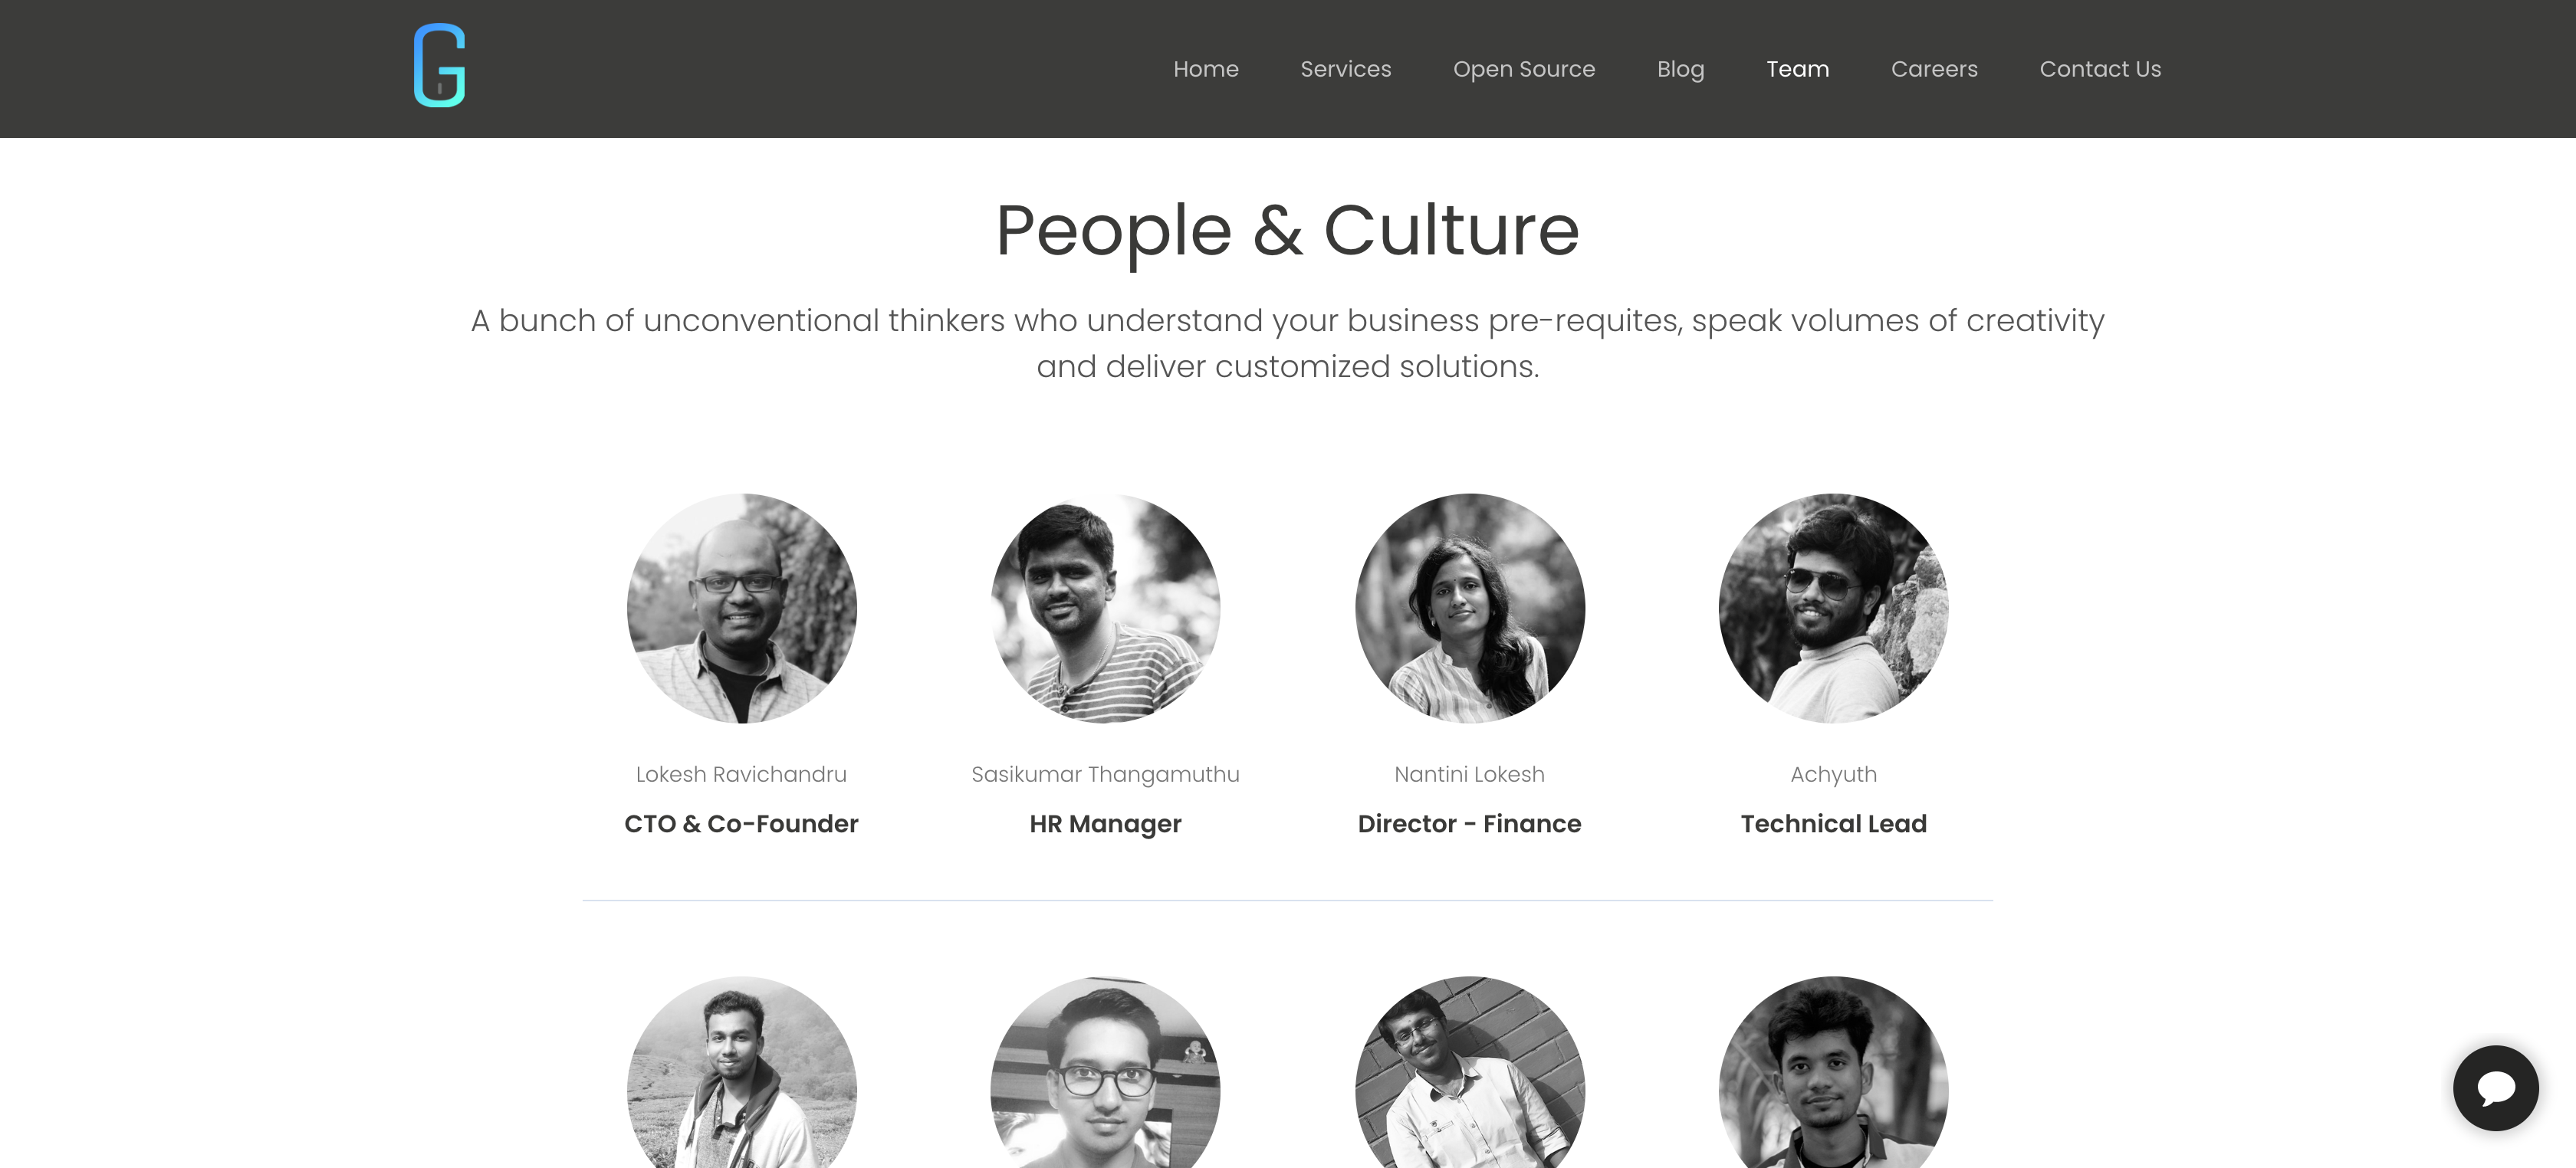 G
Home Services Open Source Blog Team Careers Contact Us
People & Culture
A bunch of unconventional thinkers who understand your business pre-requites, speak volumes of creativity
and deliver customized solutions.
Lokesh Ravichandru Sasikumar Thangamuthu Nantini Lokesh Achyuth
CTO & Co-Founder HR Manager Director - Finance Technical Lead